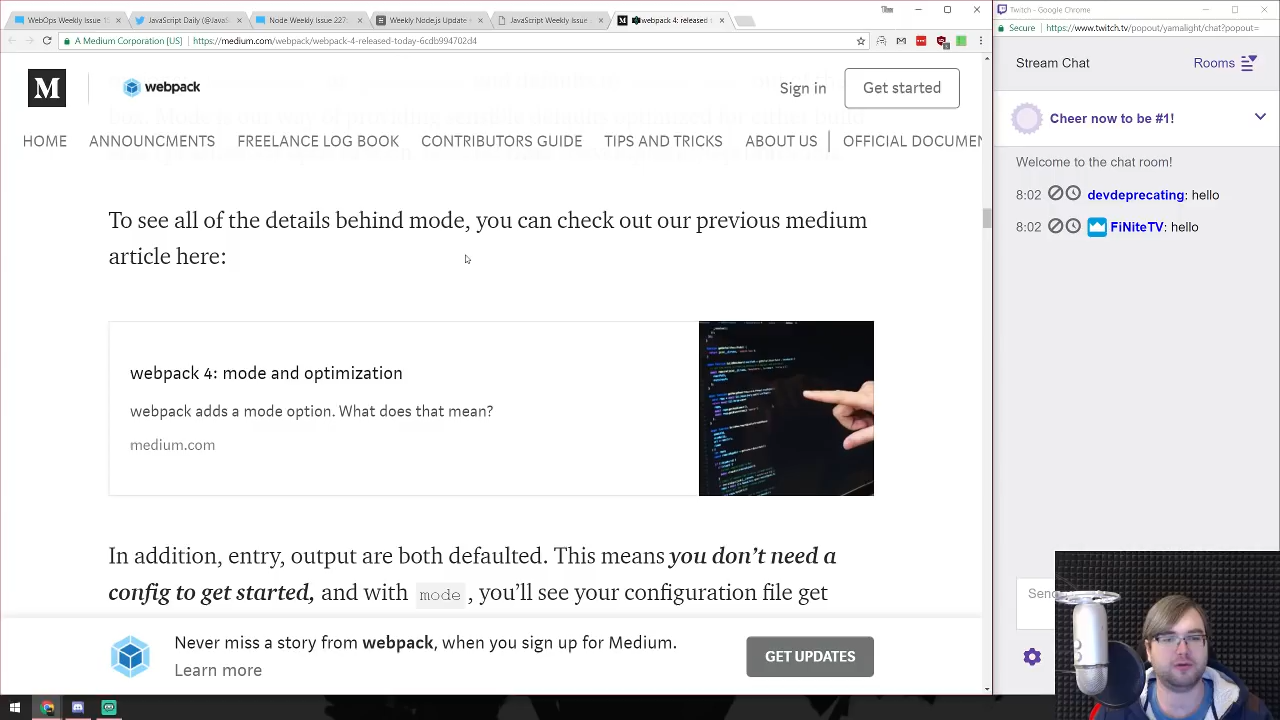 WebOps Weekly Issue 1
JavaScript Daily (@JavaS
Node Weekly Issue 227:
Weekly Node.js Update
JavaScript Weekly Issue
webpack 4: released t
A Medium Corporation [US]
https://medium.com/webpack/webpack-4-released-today-6cdb994702d4
webpack
Sign in
Get started
HOME
ANNOUNCMENTS
FREELANCE LOG BOOK
CONTRIBUTORS GUIDE
TIPS AND TRICKS
ABOUT US
OFFICIAL DOCUMEN
To see all of the details behind mode, you can check out our previous medium
article here:
webpack 4: mode and optimization
webpack adds a mode option. What does that mean?
medium.com
In addition, entry, output are both defaulted. This means you don’t need a
config to get started, and with mode, you’ll see your configuration file get
Never miss a story from webpack, when you sign up for Medium.
Learn more
GET UPDATES
Twitch - Google Chrome
Secure
https://www.twitch.tv/popout/yamalight/chat?popout=
Stream Chat
Rooms
Cheer now to be #1!
Welcome to the chat room!
8:02 devdeprecating: hello
8:02 FiNiteTV: hello
Send